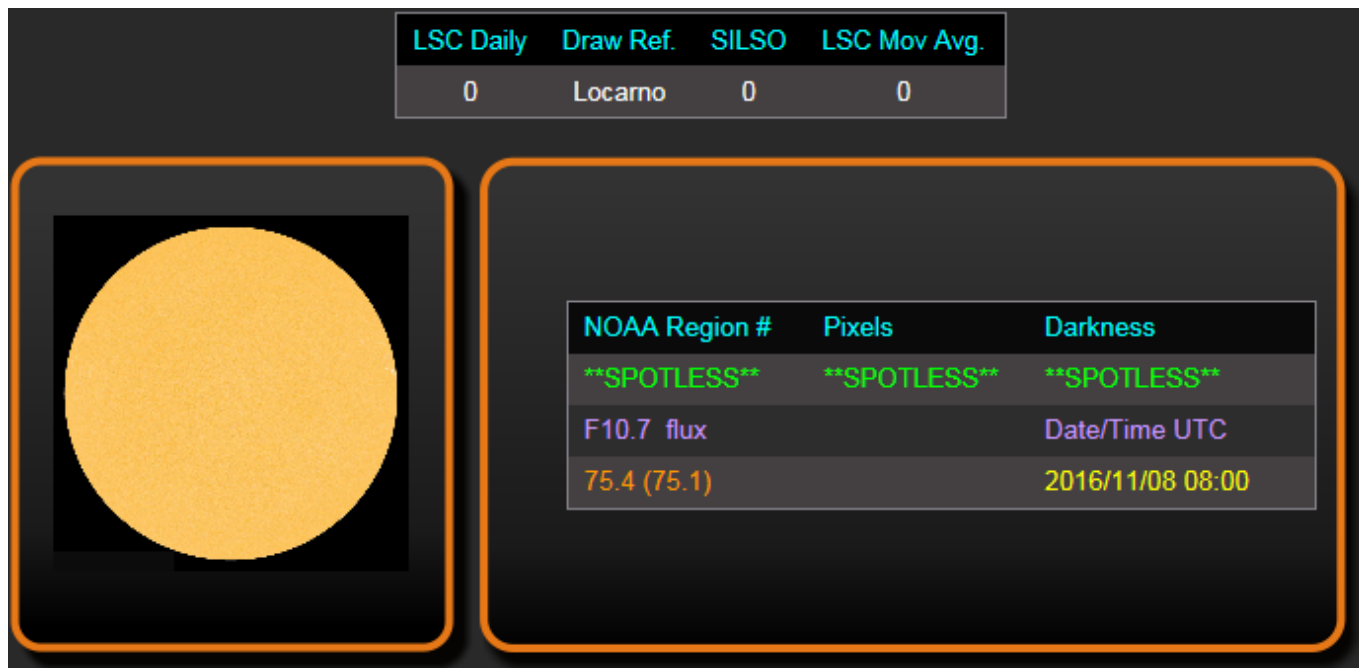 LSC Daily Draw Ref. SILSO LSC Mov Avg.
0 Locarno 0 0
NOAA Region # Pixels Darkness
**SPOTLESS** **SPOTLESS** **SPOTLESS**
F10.7 flux Date/Time UTC
75.4 (75.1) 2016/11/08 08:00